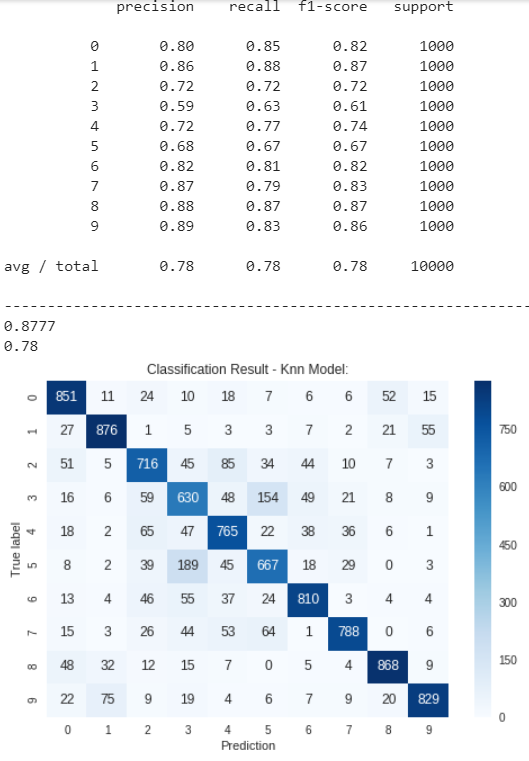 precision recall f1-score support
0 0.80 0.85 0.82 1000
1 0.86 0.88 0.87 1000
2 0.72 0.72 0.72 1000
3 0.59 0.63 0.61 1000
4 0.72 0.77 0.74 1000
5 0.68 0.67 0.67 1000
6 0.82 0.81 0.82 1000
7 0.87 0.79 0.83 1000
8 0.88 0.87 0.87 1000
9 0.89 0.83 0.86 1000
avg / total 0.78 0.78 0.78 10000
------------------------------------------------------------
0.8777
0.78
Classification Result - Knn Model:
True label
0 851 11 24 10 18 7 6 6 52 15
1 27 876 1 5 3 3 7 2 21 55
2 51 5 716 45 85 34 44 10 7 3
3 16 6 59 630 48 154 49 21 8 9
4 18 2 65 47 765 22 38 36 6 1
5 8 2 39 189 45 667 18 29 0 3
6 13 4 46 55 37 24 810 3 4 4
7 15 3 26 44 53 64 1 788 0 6
8 48 32 12 15 7 0 5 4 868 9
9 22 75 9 19 4 6 7 9 20 829
0 1 2 3 4 5 6 7 8 9
Prediction
750
600
450
300
150
0